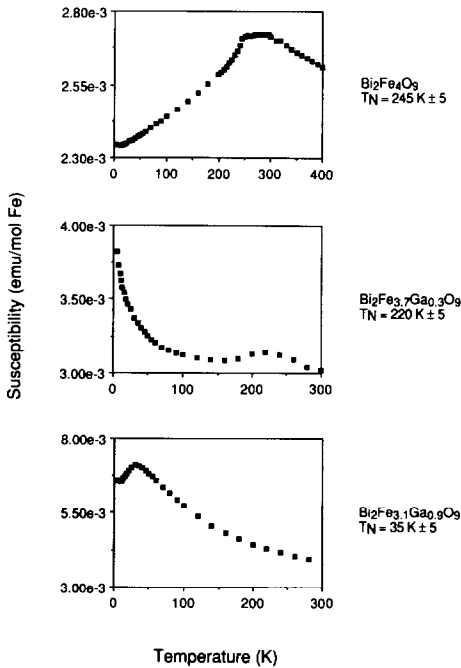 2.80e-3
2.55e-3
2.30e-3
0 100 200 300 400
Bi2Fe4O9
TN = 245 K ± 5
Susceptibility (emu/mol Fe)
4.00e-3
3.50e-3
3.00e-3
0 100 200 300
Bi2Fe3.7Ga0.3O9
TN = 220 K ± 5
8.00e-3
5.50e-3
3.00e-3
0 100 200 300
Bi2Fe3.1Ga0.9O9
TN = 35 K ± 5
Temperature (K)